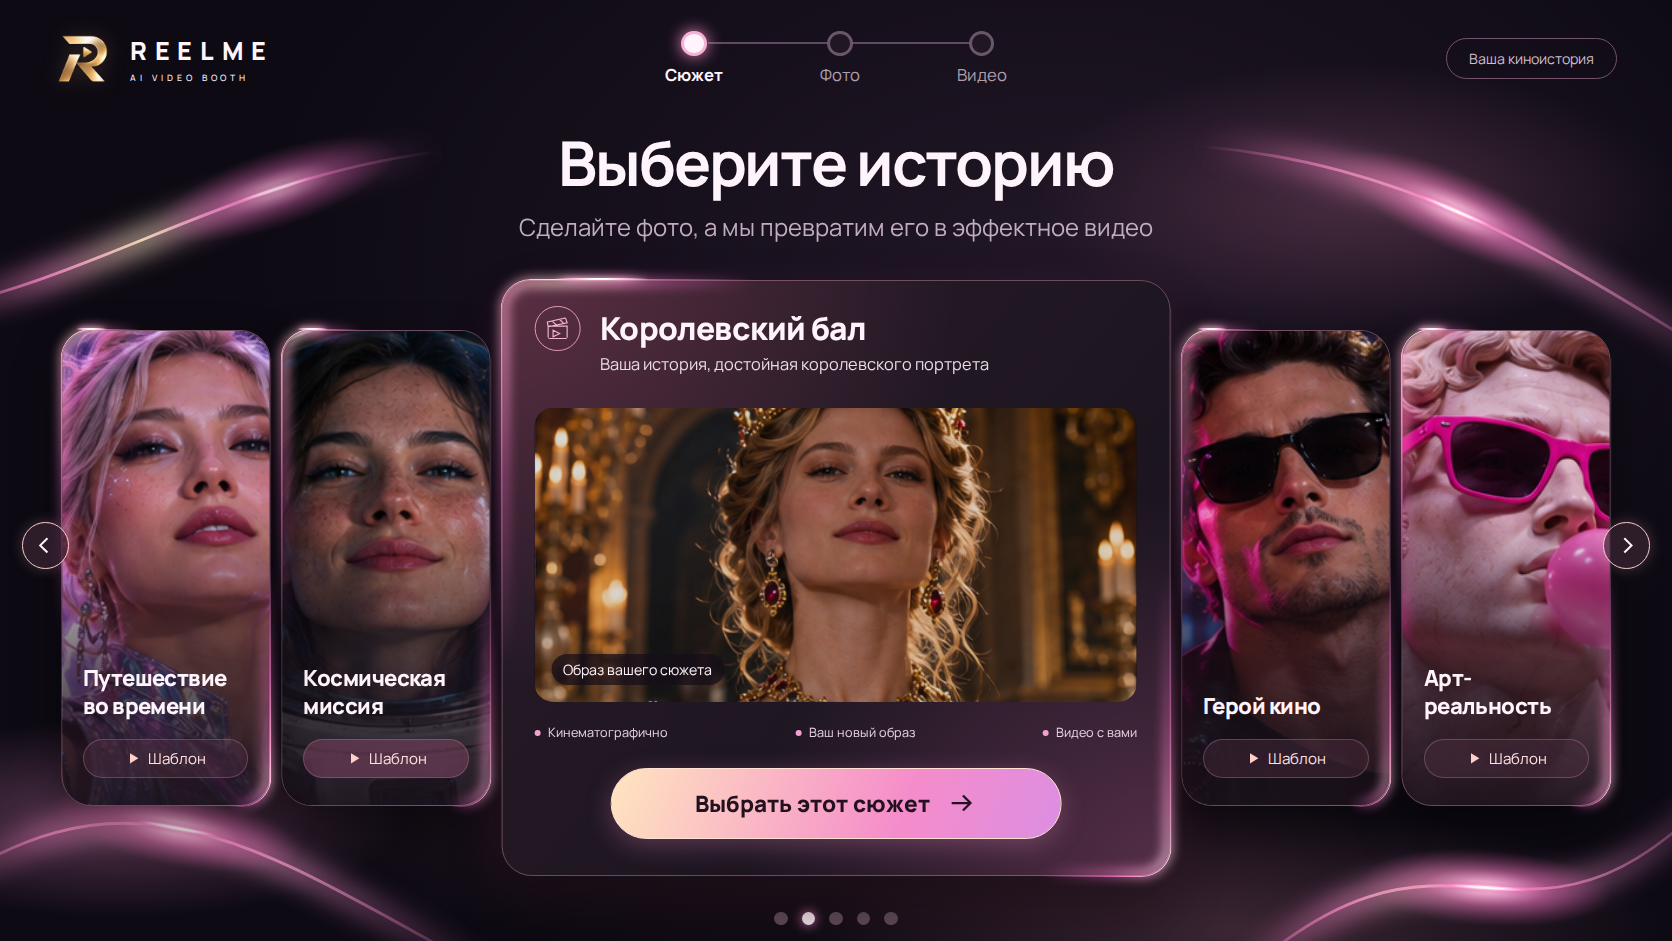 REELME
AI VIDEO BOOTH
Сюжет
Фото
Видео
Ваша киноистория
Выберите историю
Сделайте фото, а мы превратим его в эффектное видео
Путешествие
во времени
Шаблон
Космическая
миссия
Шаблон
Королевский бал
Ваша история, достойная королевского портрета
Образ вашего сюжета
Кинематографично
Ваш новый образ
Видео с вами
Выбрать этот сюжет
Герой кино
Шаблон
Арт-
реальность
Шаблон